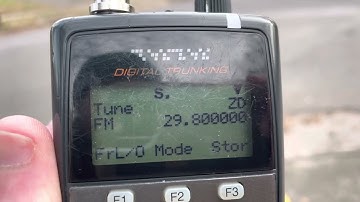 DIGITAL TRUNKING
S.
Tune ZD
FM 29.800000
FrL/O Mode Stor
F1 F2 F3